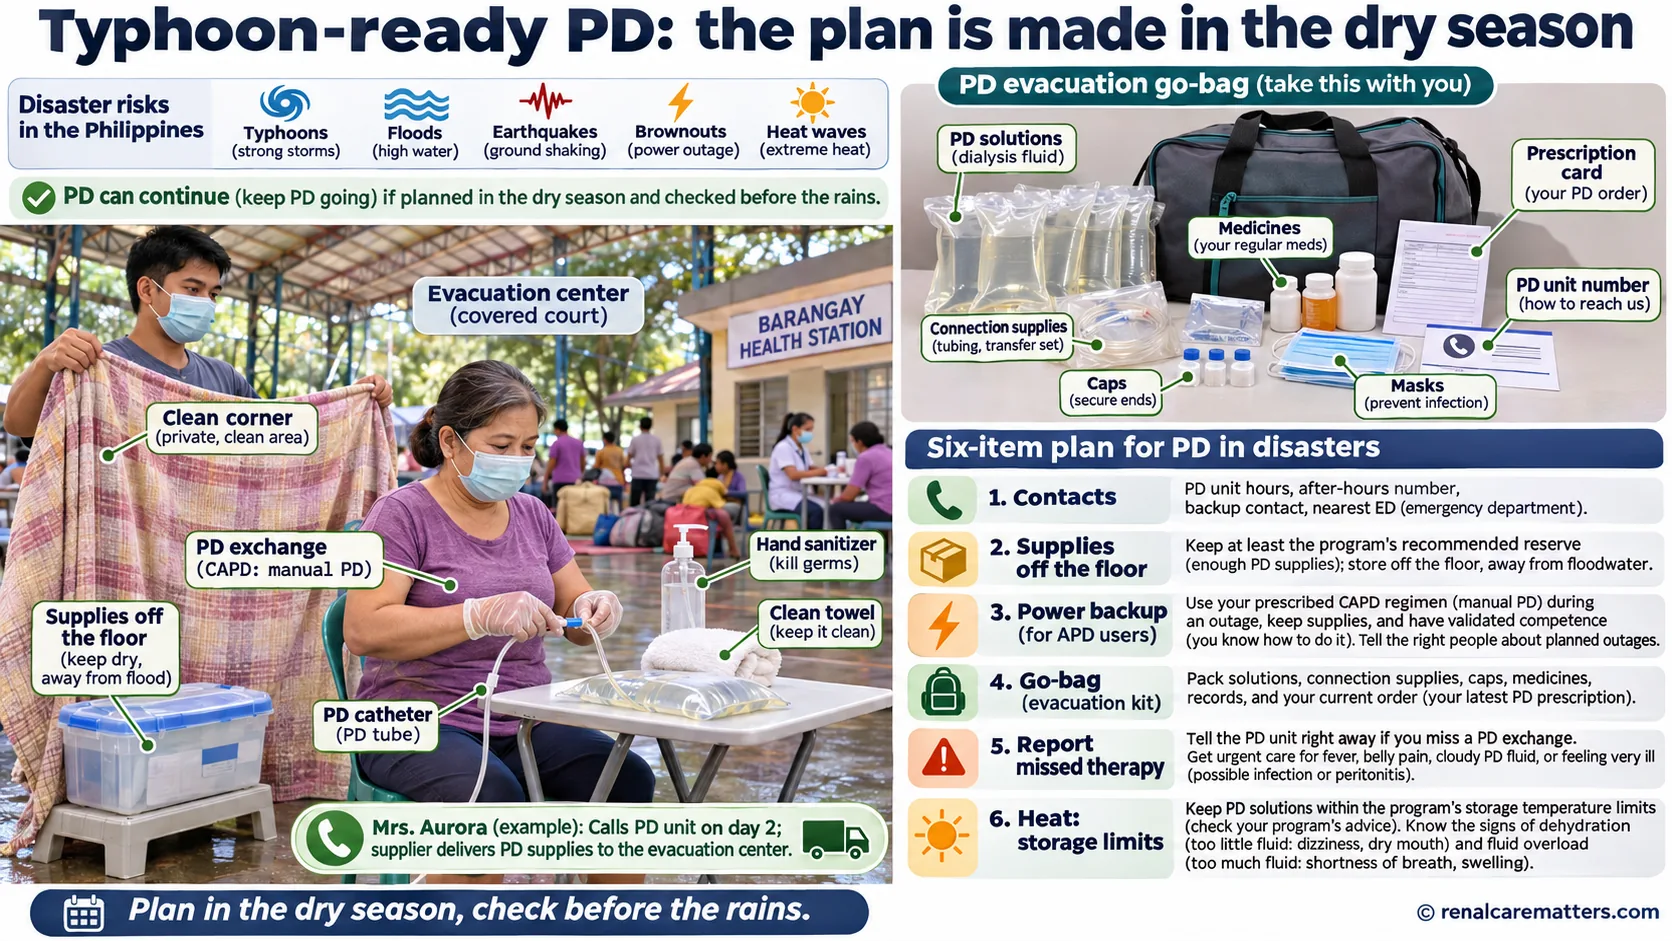 Typhoon-ready PD: the plan is made in the dry season
Disaster risks
in the Philippines
Typhoons
(strong storms)
Floods
(high water)
Earthquakes
(ground shaking)
Brownouts
(power outage)
Heat waves
(extreme heat)
PD can continue (keep PD going) if planned in the dry season and checked before the rains.
Evacuation center
(covered court)
BARANGAY
HEALTH STATION
Clean corner
(private, clean area)
PD exchange
(CAPD: manual PD)
Hand sanitizer
(kill germs)
Clean towel
(keep it clean)
Supplies off
the floor
(keep dry,
away from flood)
PD catheter
(PD tube)
Mrs. Aurora (example): Calls PD unit on day 2;
supplier delivers PD supplies to the evacuation center.
Plan in the dry season, check before the rains.
PD evacuation go-bag (take this with you)
PD solutions
(dialysis fluid)
Prescription
card
(your PD order)
Medicines
(your regular meds)
PD unit number
(how to reach us)
Connection supplies
(tubing, transfer set)
Caps
(secure ends)
Masks
(prevent infection)
Six-item plan for PD in disasters
1. Contacts
PD unit hours, after-hours number,
backup contact, nearest ED (emergency department).
2. Supplies
off the floor
Keep at least the program's recommended reserve
(enough PD supplies); store off the floor, away from floodwater.
3. Power backup
(for APD users)
Use your prescribed CAPD regimen (manual PD) during
an outage, keep supplies, and have validated competence
(you know how to do it). Tell the right people about planned outages.
4. Go-bag
(evacuation kit)
Pack solutions, connection supplies, caps, medicines,
records, and your current order (your latest PD prescription).
5. Report
missed therapy
Tell the PD unit right away if you miss a PD exchange.
Get urgent care for fever, belly pain, cloudy PD fluid, or feeling very ill
(possible infection or peritonitis).
6. Heat:
storage limits
Keep PD solutions within the program's storage temperature limits
(check your program's advice). Know the signs of dehydration
(too little fluid: dizziness, dry mouth) and fluid overload
(too much fluid: shortness of breath, swelling).
© renalcarematters.com